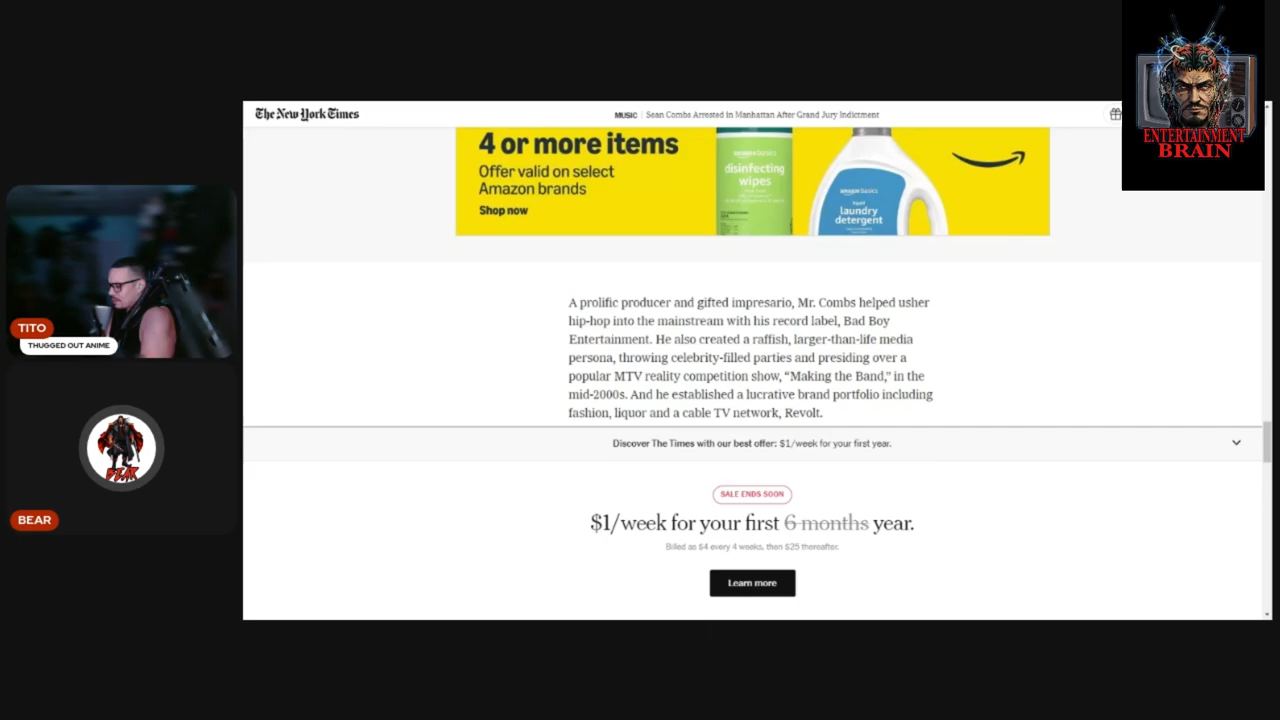 The New York Times
MUSIC | Sean Combs Arrested in Manhattan After Grand Jury Indictment
ENTERTAINMENT
BRAIN
4 or more items
Offer valid on select
Amazon brands
Shop now
amazon basics
disinfecting
wipes
amazon basics
liquid
laundry
detergent
TITO
THUGGED OUT ANIME
A prolific producer and gifted impresario, Mr. Combs helped usher
hip-hop into the mainstream with his record label, Bad Boy
Entertainment. He also created a raffish, larger-than-life media
persona, throwing celebrity-filled parties and presiding over a
popular MTV reality competition show, “Making the Band,” in the
mid-2000s. And he established a lucrative brand portfolio including
fashion, liquor and a cable TV network, Revolt.
Discover The Times with our best offer: $1/week for your first year.
BEAR
BEAR
SALE ENDS SOON
$1/week for your first 6 months year.
Billed as $4 every 4 weeks, then $25 thereafter.
Learn more